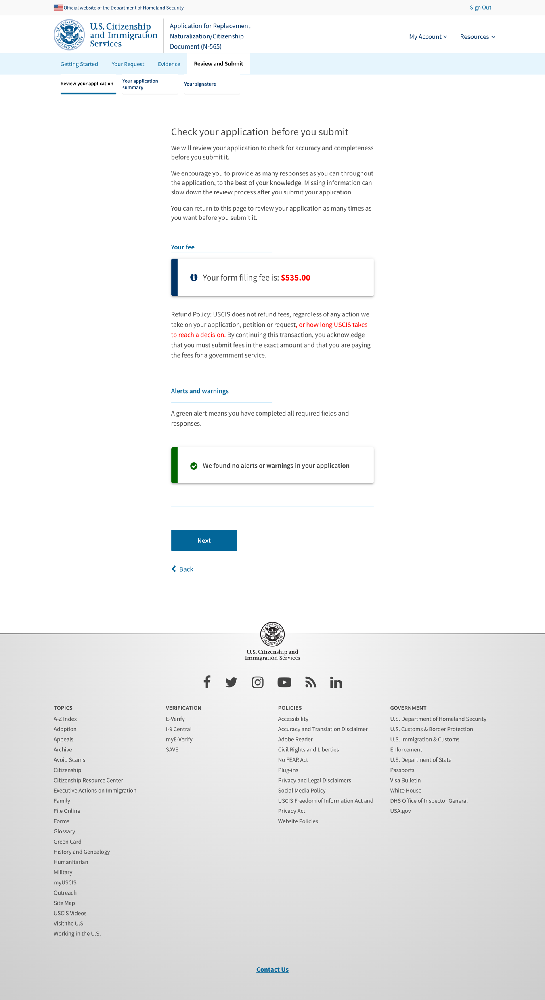 Official website of the Department of Homeland Security
Sign Out
U.S. DEPARTMENT OF HOMELAND SECURITY
U.S. Citizenship
and Immigration
Services
Application for Replacement
Naturalization/Citizenship
Document (N-565)
My Account
Resources
Getting Started
Your Request
Evidence
Review and Submit
Review your application
Your application
summary
Your signature
Check your application before you submit
We will review your application to check for accuracy and completeness
before you submit it.
We encourage you to provide as many responses as you can throughout
the application, to the best of your knowledge. Missing information can
slow down the review process after you submit your application.
You can return to this page to review your application as many times as
you want before you submit it.
Your fee
Your form filing fee is: $535.00
Refund Policy: USCIS does not refund fees, regardless of any action we
take on your application, petition or request, or how long USCIS takes
to reach a decision. By continuing this transaction, you acknowledge
that you must submit fees in the exact amount and that you are paying
the fees for a government service.
Alerts and warnings
A green alert means you have completed all required fields and
responses.
We found no alerts or warnings in your application
Next
Back
U.S. DEPARTMENT OF HOMELAND SECURITY
U.S. Citizenship and
Immigration Services
TOPICS
A-Z Index
Adoption
Appeals
Archive
Avoid Scams
Citizenship
Citizenship Resource Center
Executive Actions on Immigration
Family
File Online
Forms
Glossary
Green Card
History and Genealogy
Humanitarian
Military
myUSCIS
Outreach
Site Map
USCIS Videos
Visit the U.S.
Working in the U.S.
VERIFICATION
E-Verify
I-9 Central
myE-Verify
SAVE
POLICIES
Accessibility
Accuracy and Translation Disclaimer
Adobe Reader
Civil Rights and Liberties
No FEAR Act
Plug-ins
Privacy and Legal Disclaimers
Social Media Policy
USCIS Freedom of Information Act and
Privacy Act
Website Policies
GOVERNMENT
U.S. Department of Homeland Security
U.S. Customs & Border Protection
U.S. Immigration & Customs
Enforcement
U.S. Department of State
Passports
Visa Bulletin
White House
DHS Office of Inspector General
USA.gov
Contact Us